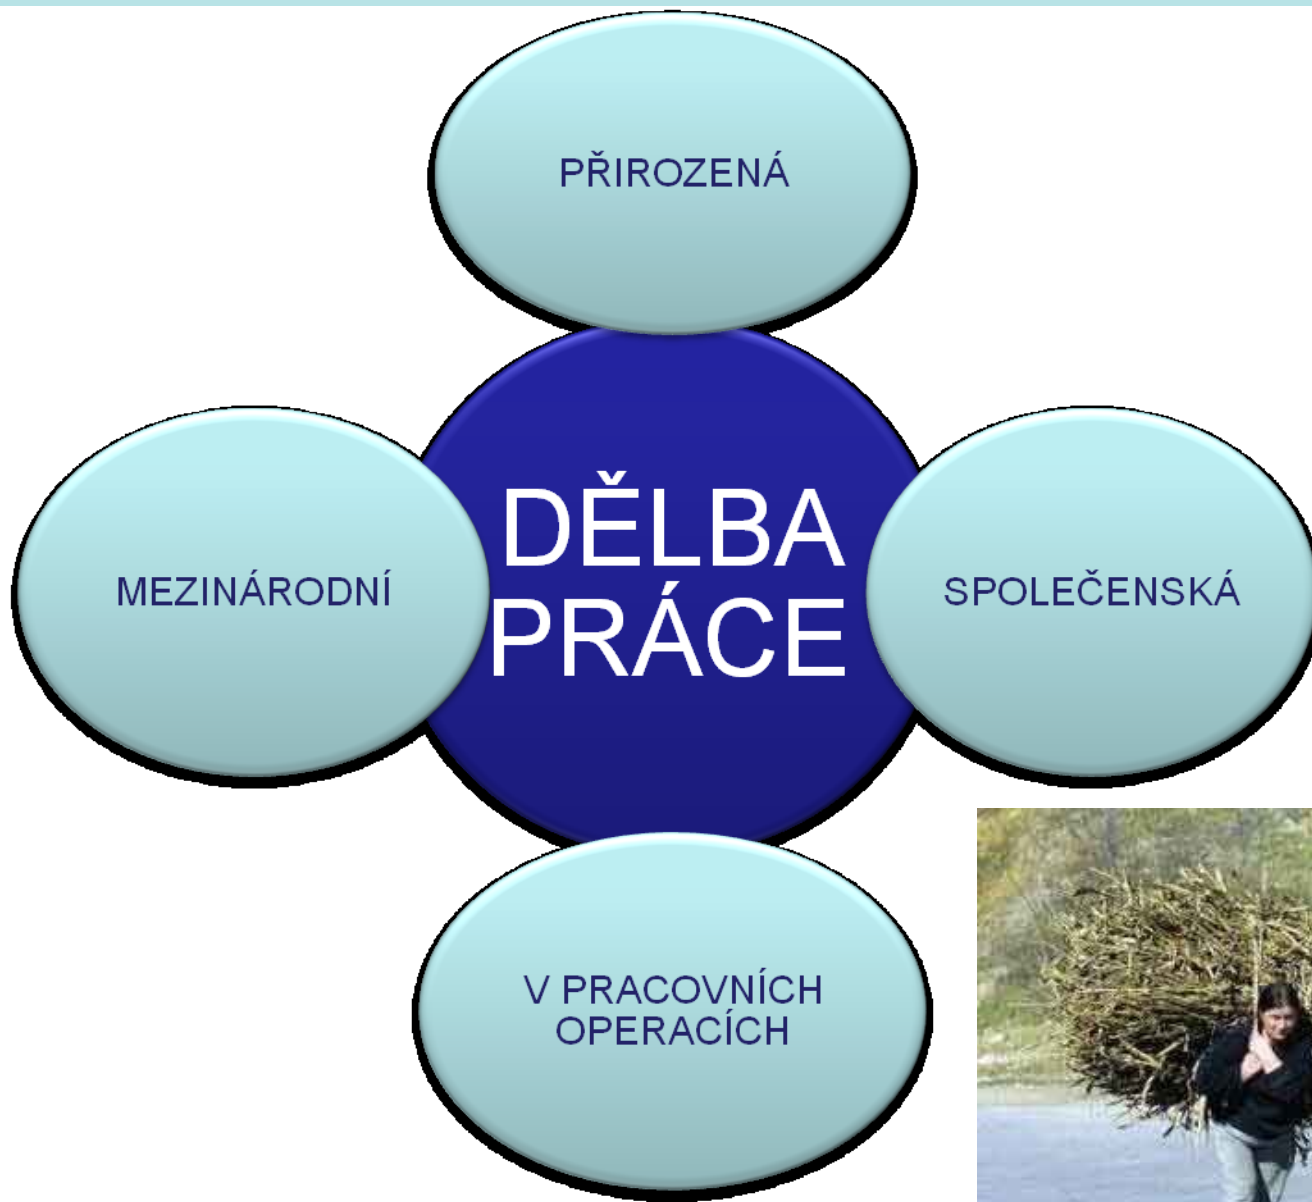 PŘIROZENÁ
DĚLBA
PRÁCE
MEZINÁRODNÍ
SPOLEČENSKÁ
V PRACOVNÍCH
OPERACÍCH